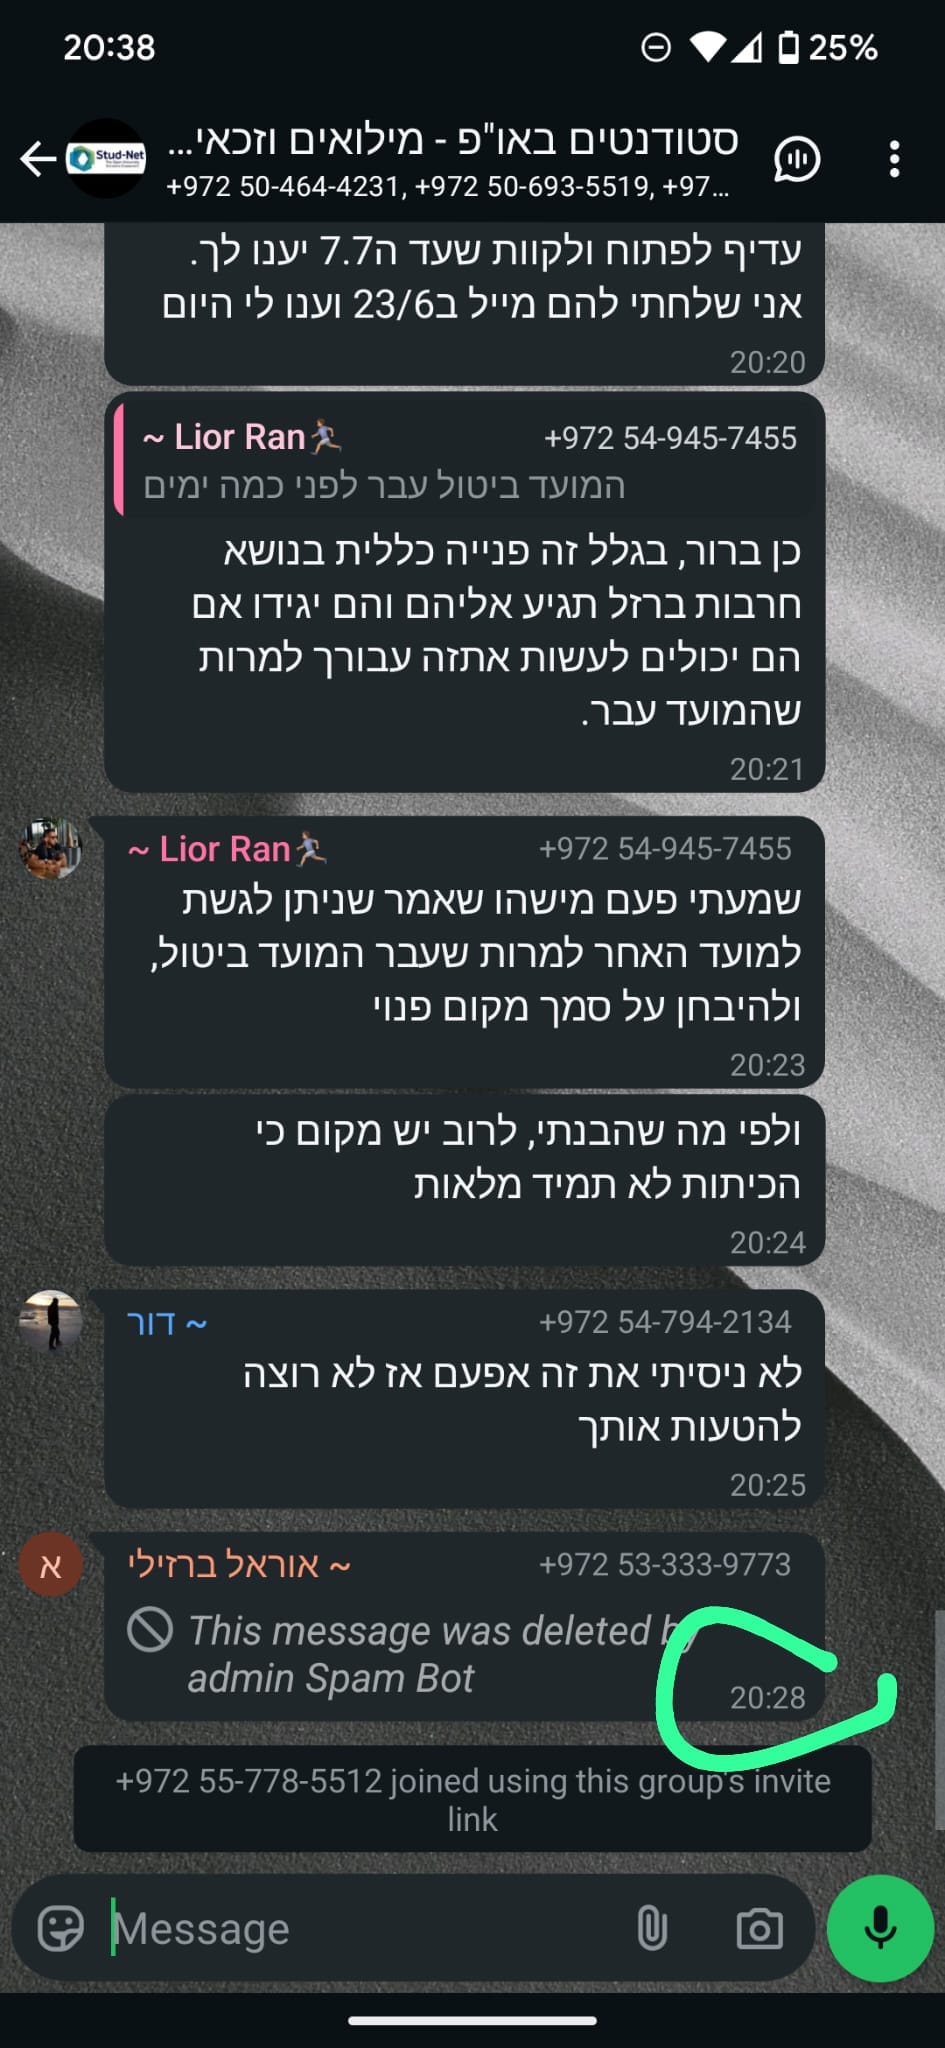 20:38
25%
סטודנטים באו"פ - מילואים וזכאי...
+972 50-464-4231, +972 50-693-5519, +97...
Stud-Net
עדיף לפתוח ולקוות שעד ה7.7 יענו לך.
אני שלחתי להם מייל ב23/6 וענו לי היום
20:20
~ Lior Ran🏃🏽‍♂️ +972 54-945-7455
המועד ביטול עבר לפני כמה ימים
כן ברור, בגלל זה פנייה כללית בנושא
חרבות ברזל תגיע אליהם והם יגידו אם
הם יכולים לעשות אתזה עבורך למרות
שהמועד עבר.
20:21
~ Lior Ran🏃🏽‍♂️ +972 54-945-7455
שמעתי פעם מישהו שאמר שניתן לגשת
למועד האחר למרות שעבר המועד ביטול,
ולהיבחן על סמך מקום פנוי
20:23
ולפי מה שהבנתי, לרוב יש מקום כי
הכיתות לא תמיד מלאות
20:24
~ דור +972 54-794-2134
לא ניסיתי את זה אפעם אז לא רוצה
להטעות אותך
20:25
א
~ אוראל ברזילי +972 53-333-9773
This message was deleted by
admin Spam Bot
20:28
+972 55-778-5512 joined using this group's invite
link
Message